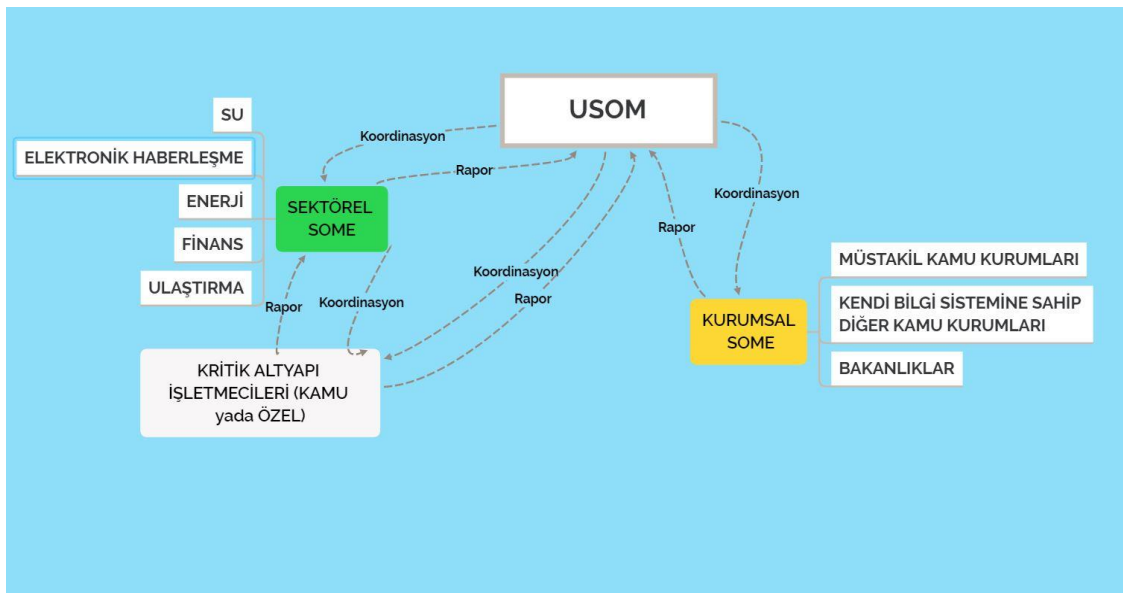 USOM
SU
ELEKTRONİK HABERLEŞME
ENERJİ
FİNANS
ULAŞTIRMA
SEKTÖREL
SOME
Koordinasyon
Rapor
Koordinasyon
Rapor
Rapor
Koordinasyon
Koordinasyon
Rapor
KRİTİK ALTYAPI
İŞLETMECİLERİ (KAMU
yada ÖZEL)
KURUMSAL
SOME
MÜSTAKİL KAMU KURUMLARI
KENDİ BİLGİ SİSTEMİNE SAHİP
DİĞER KAMU KURUMLARI
BAKANLIKLAR